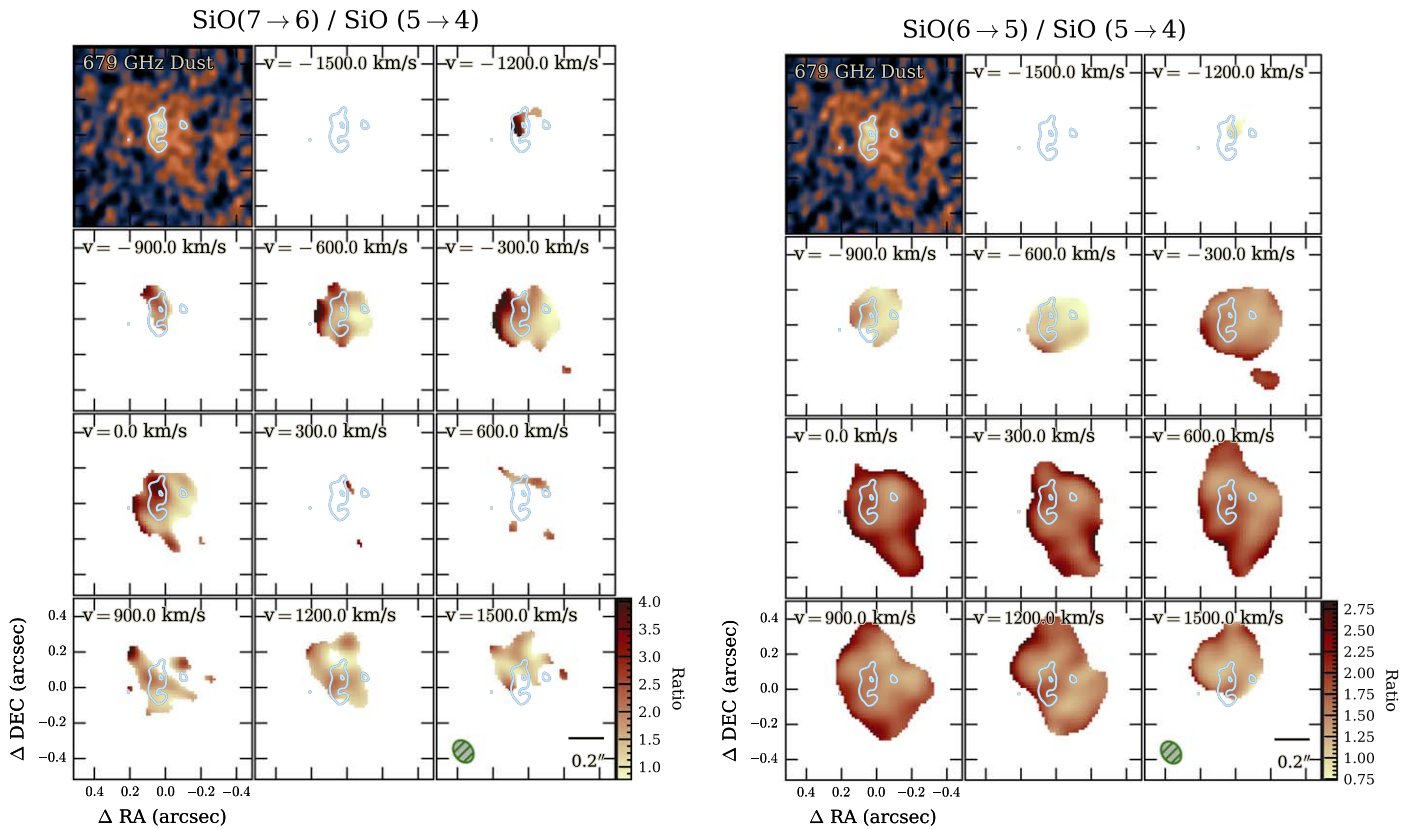 SiO(7→6) / SiO (5→4)
679 GHz Dust
v= −1500.0 km/s
v= −1200.0 km/s
v= −900.0 km/s
v= −600.0 km/s
v= −300.0 km/s
v=0.0 km/s
v=300.0 km/s
v=600.0 km/s
v=900.0 km/s
v=1200.0 km/s
v=1500.0 km/s
0.4
0.2
0.0
−0.2
−0.4
Δ DEC (arcsec)
0.4 0.2 0.0 −0.2 −0.4
Δ RA (arcsec)
0.2″
4.0
3.5
3.0
2.5
2.0
1.5
1.0
Ratio
SiO(6→5) / SiO (5→4)
679 GHz Dust
v= −1500.0 km/s
v= −1200.0 km/s
v= −900.0 km/s
v= −600.0 km/s
v= −300.0 km/s
v=0.0 km/s
v=300.0 km/s
v=600.0 km/s
v=900.0 km/s
v=1200.0 km/s
v=1500.0 km/s
0.4
0.2
0.0
−0.2
−0.4
Δ DEC (arcsec)
0.4 0.2 0.0 −0.2 −0.4
Δ RA (arcsec)
0.2″
2.75
2.50
2.25
2.00
1.75
1.50
1.25
1.00
0.75
Ratio